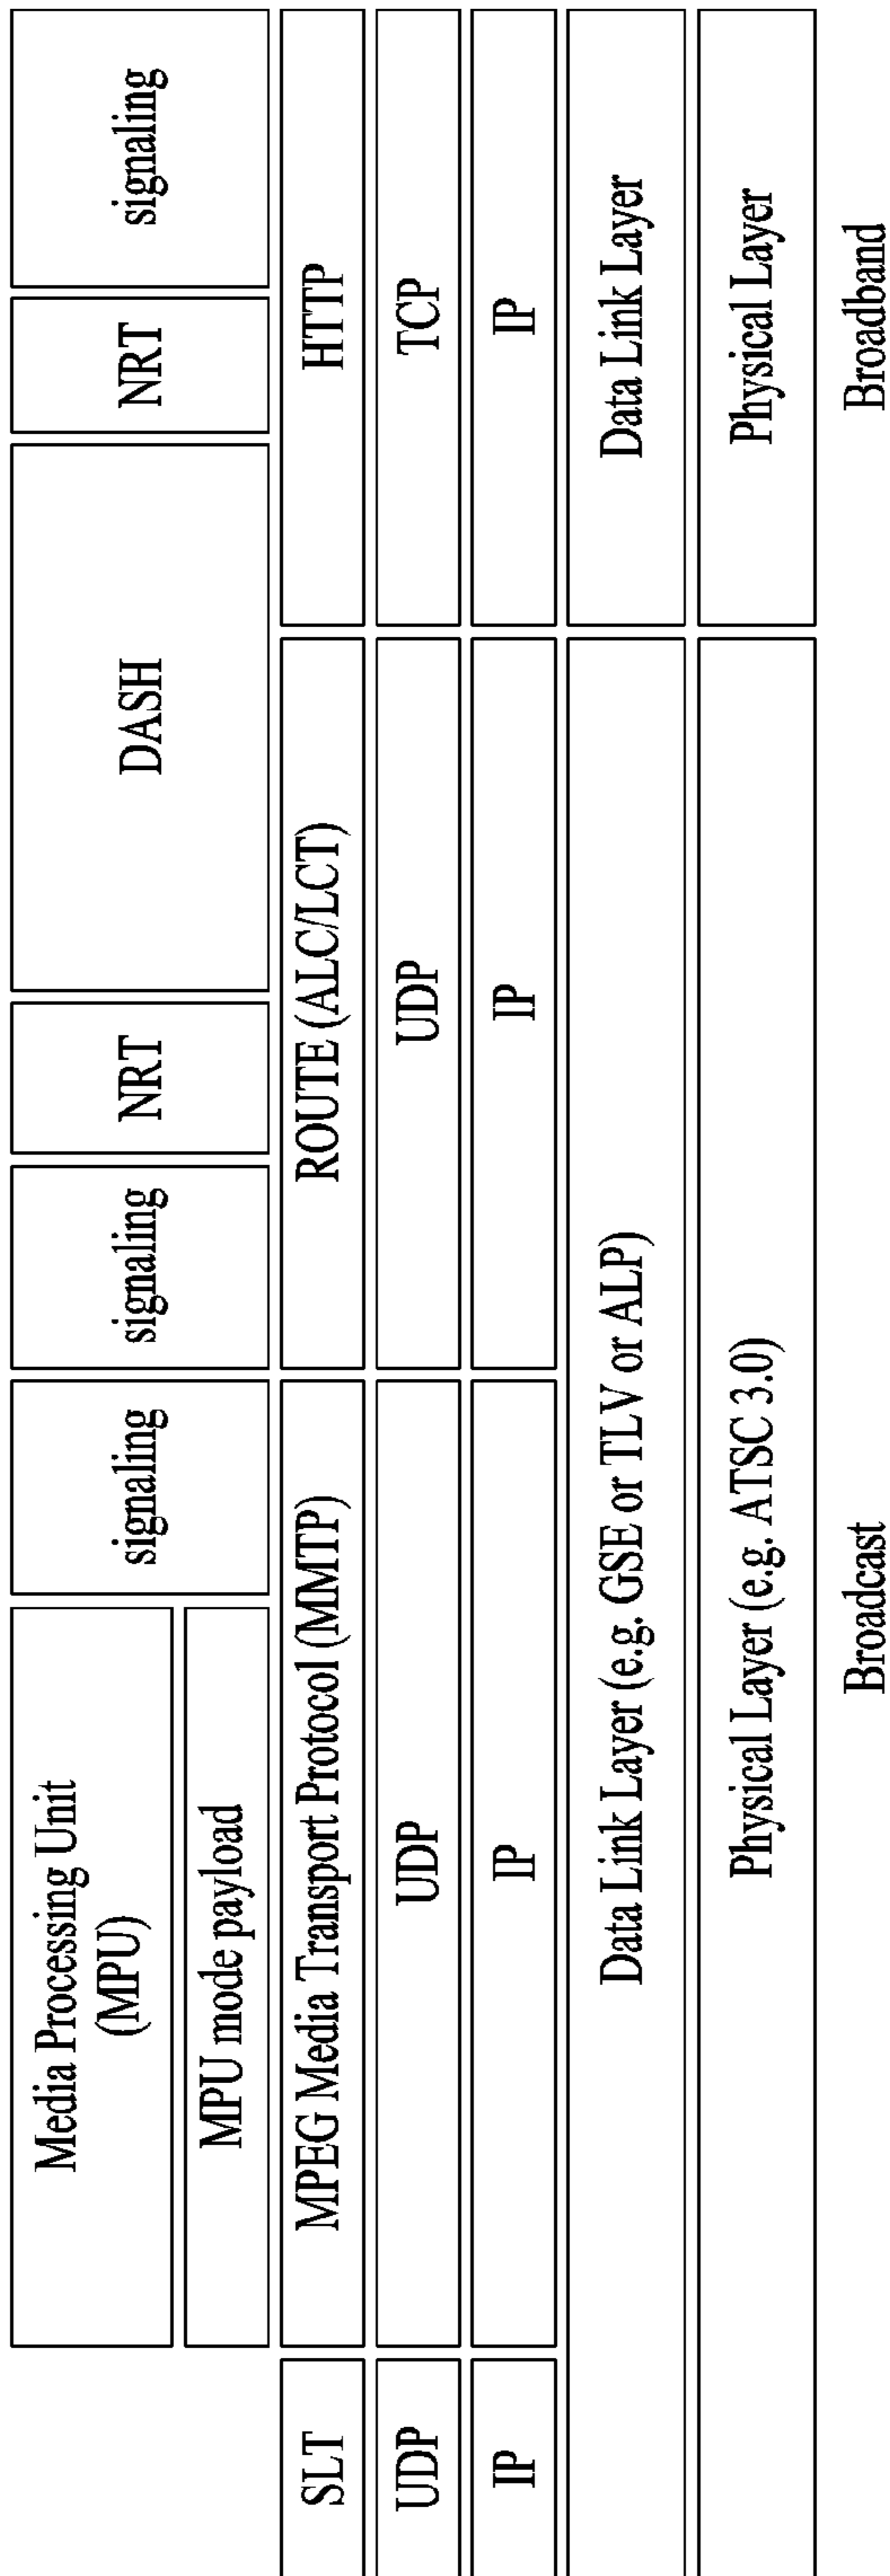 Media Processing Unit
(MPU)
signaling
signaling
NRT
DASH
NRT
signaling
MPU mode payload
SLT
MPEG Media Transport Protocol (MMTP)
ROUTE (ALC/LCT)
HTTP
UDP
UDP
UDP
TCP
IP
IP
IP
IP
Data Link Layer (e.g. GSE or TLV or ALP)
Data Link Layer
Physical Layer (e.g. ATSC 3.0)
Physical Layer
Broadcast
Broadband